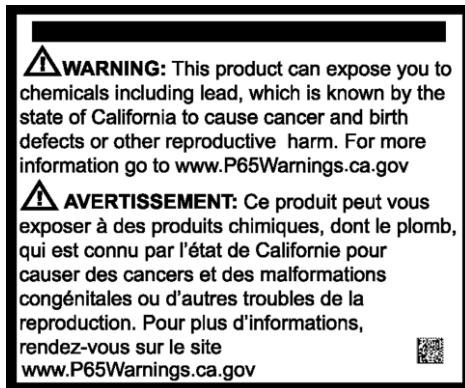 WARNING: This product can expose you to
chemicals including lead, which is known by the
state of California to cause cancer and birth
defects or other reproductive harm. For more
information go to www.P65Warnings.ca.gov
AVERTISSEMENT: Ce produit peut vous
exposer à des produits chimiques, dont le plomb,
qui est connu par l'état de Californie pour
causer des cancers et des malformations
congénitales ou d'autres troubles de la
reproduction. Pour plus d'informations,
rendez-vous sur le site
www.P65Warnings.ca.gov